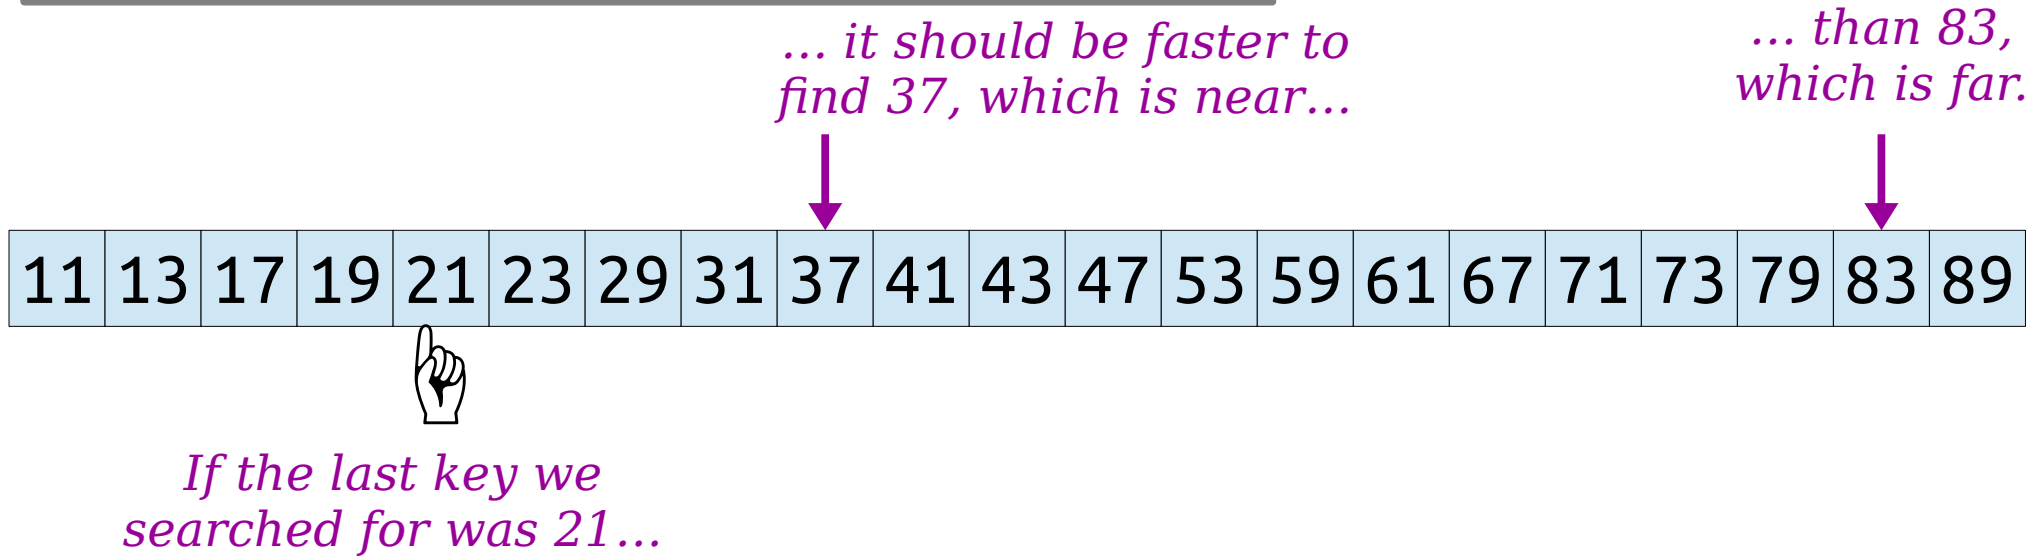 … it should be faster to
find 37, which is near…
… than 83,
which is far.
11 13 17 19 21 23 29 31 37 41 43 47 53 59 61 67 71 73 79 83 89
If the last key we
searched for was 21…